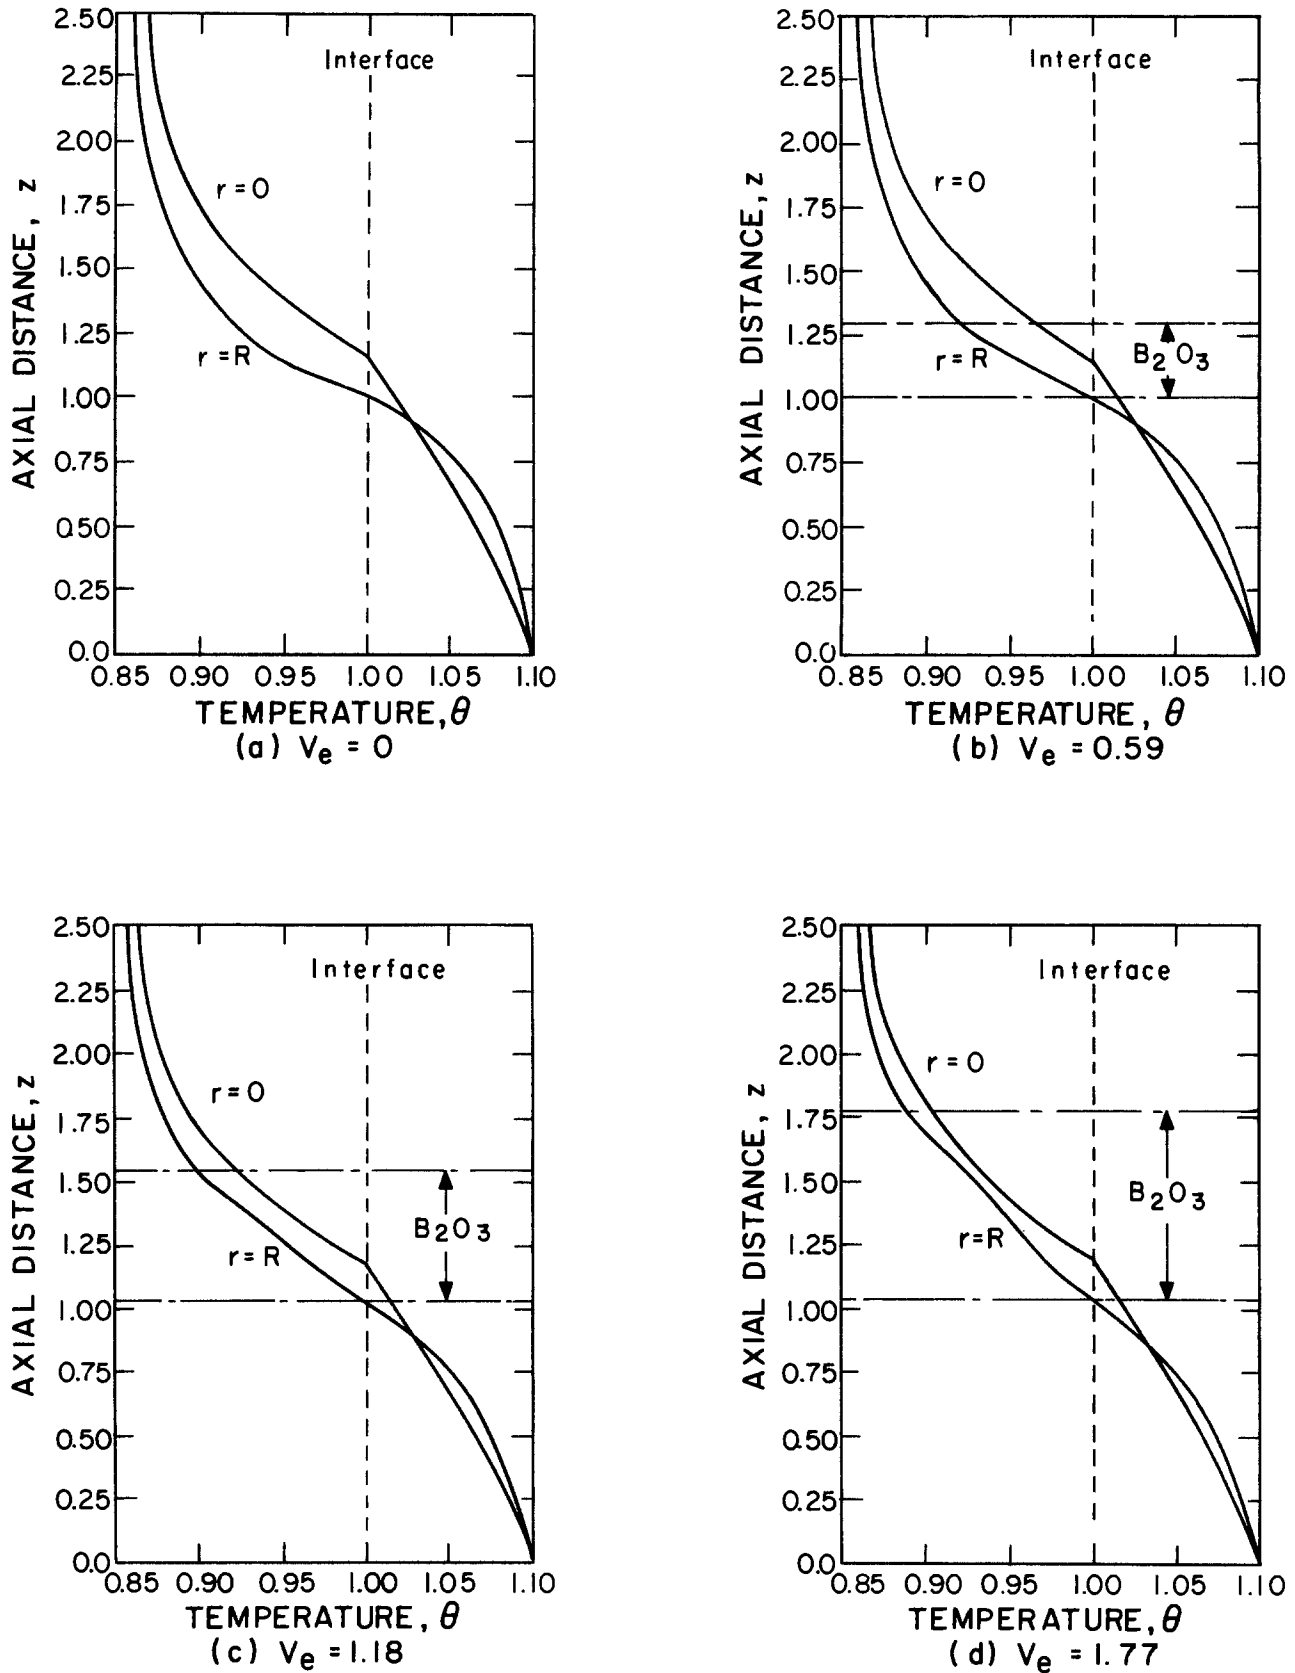 2.50
Interface
2.25
2.00
r = 0
1.75
1.50
1.25
r = R
1.00
0.75
0.50
0.25
0.0
0.85 0.90 0.95 1.00 1.05 1.10
AXIAL DISTANCE, z
TEMPERATURE, θ
(a) Ve = 0
2.50
Interface
2.25
2.00
r = 0
1.75
1.50
1.25
B2O3
r = R
1.00
0.75
0.50
0.25
0.0
0.85 0.90 0.95 1.00 1.05 1.10
AXIAL DISTANCE, z
TEMPERATURE, θ
(b) Ve = 0.59
2.50
Interface
2.25
2.00
r = 0
1.75
1.50
B2O3
1.25
r = R
1.00
0.75
0.50
0.25
0.0
0.85 0.90 0.95 1.00 1.05 1.10
AXIAL DISTANCE, z
TEMPERATURE, θ
(c) Ve = 1.18
2.50
Interface
2.25
2.00
r = 0
1.75
1.50
B2O3
1.25
r = R
1.00
0.75
0.50
0.25
0.0
0.85 0.90 0.95 1.00 1.05 1.10
AXIAL DISTANCE, z
TEMPERATURE, θ
(d) Ve = 1.77